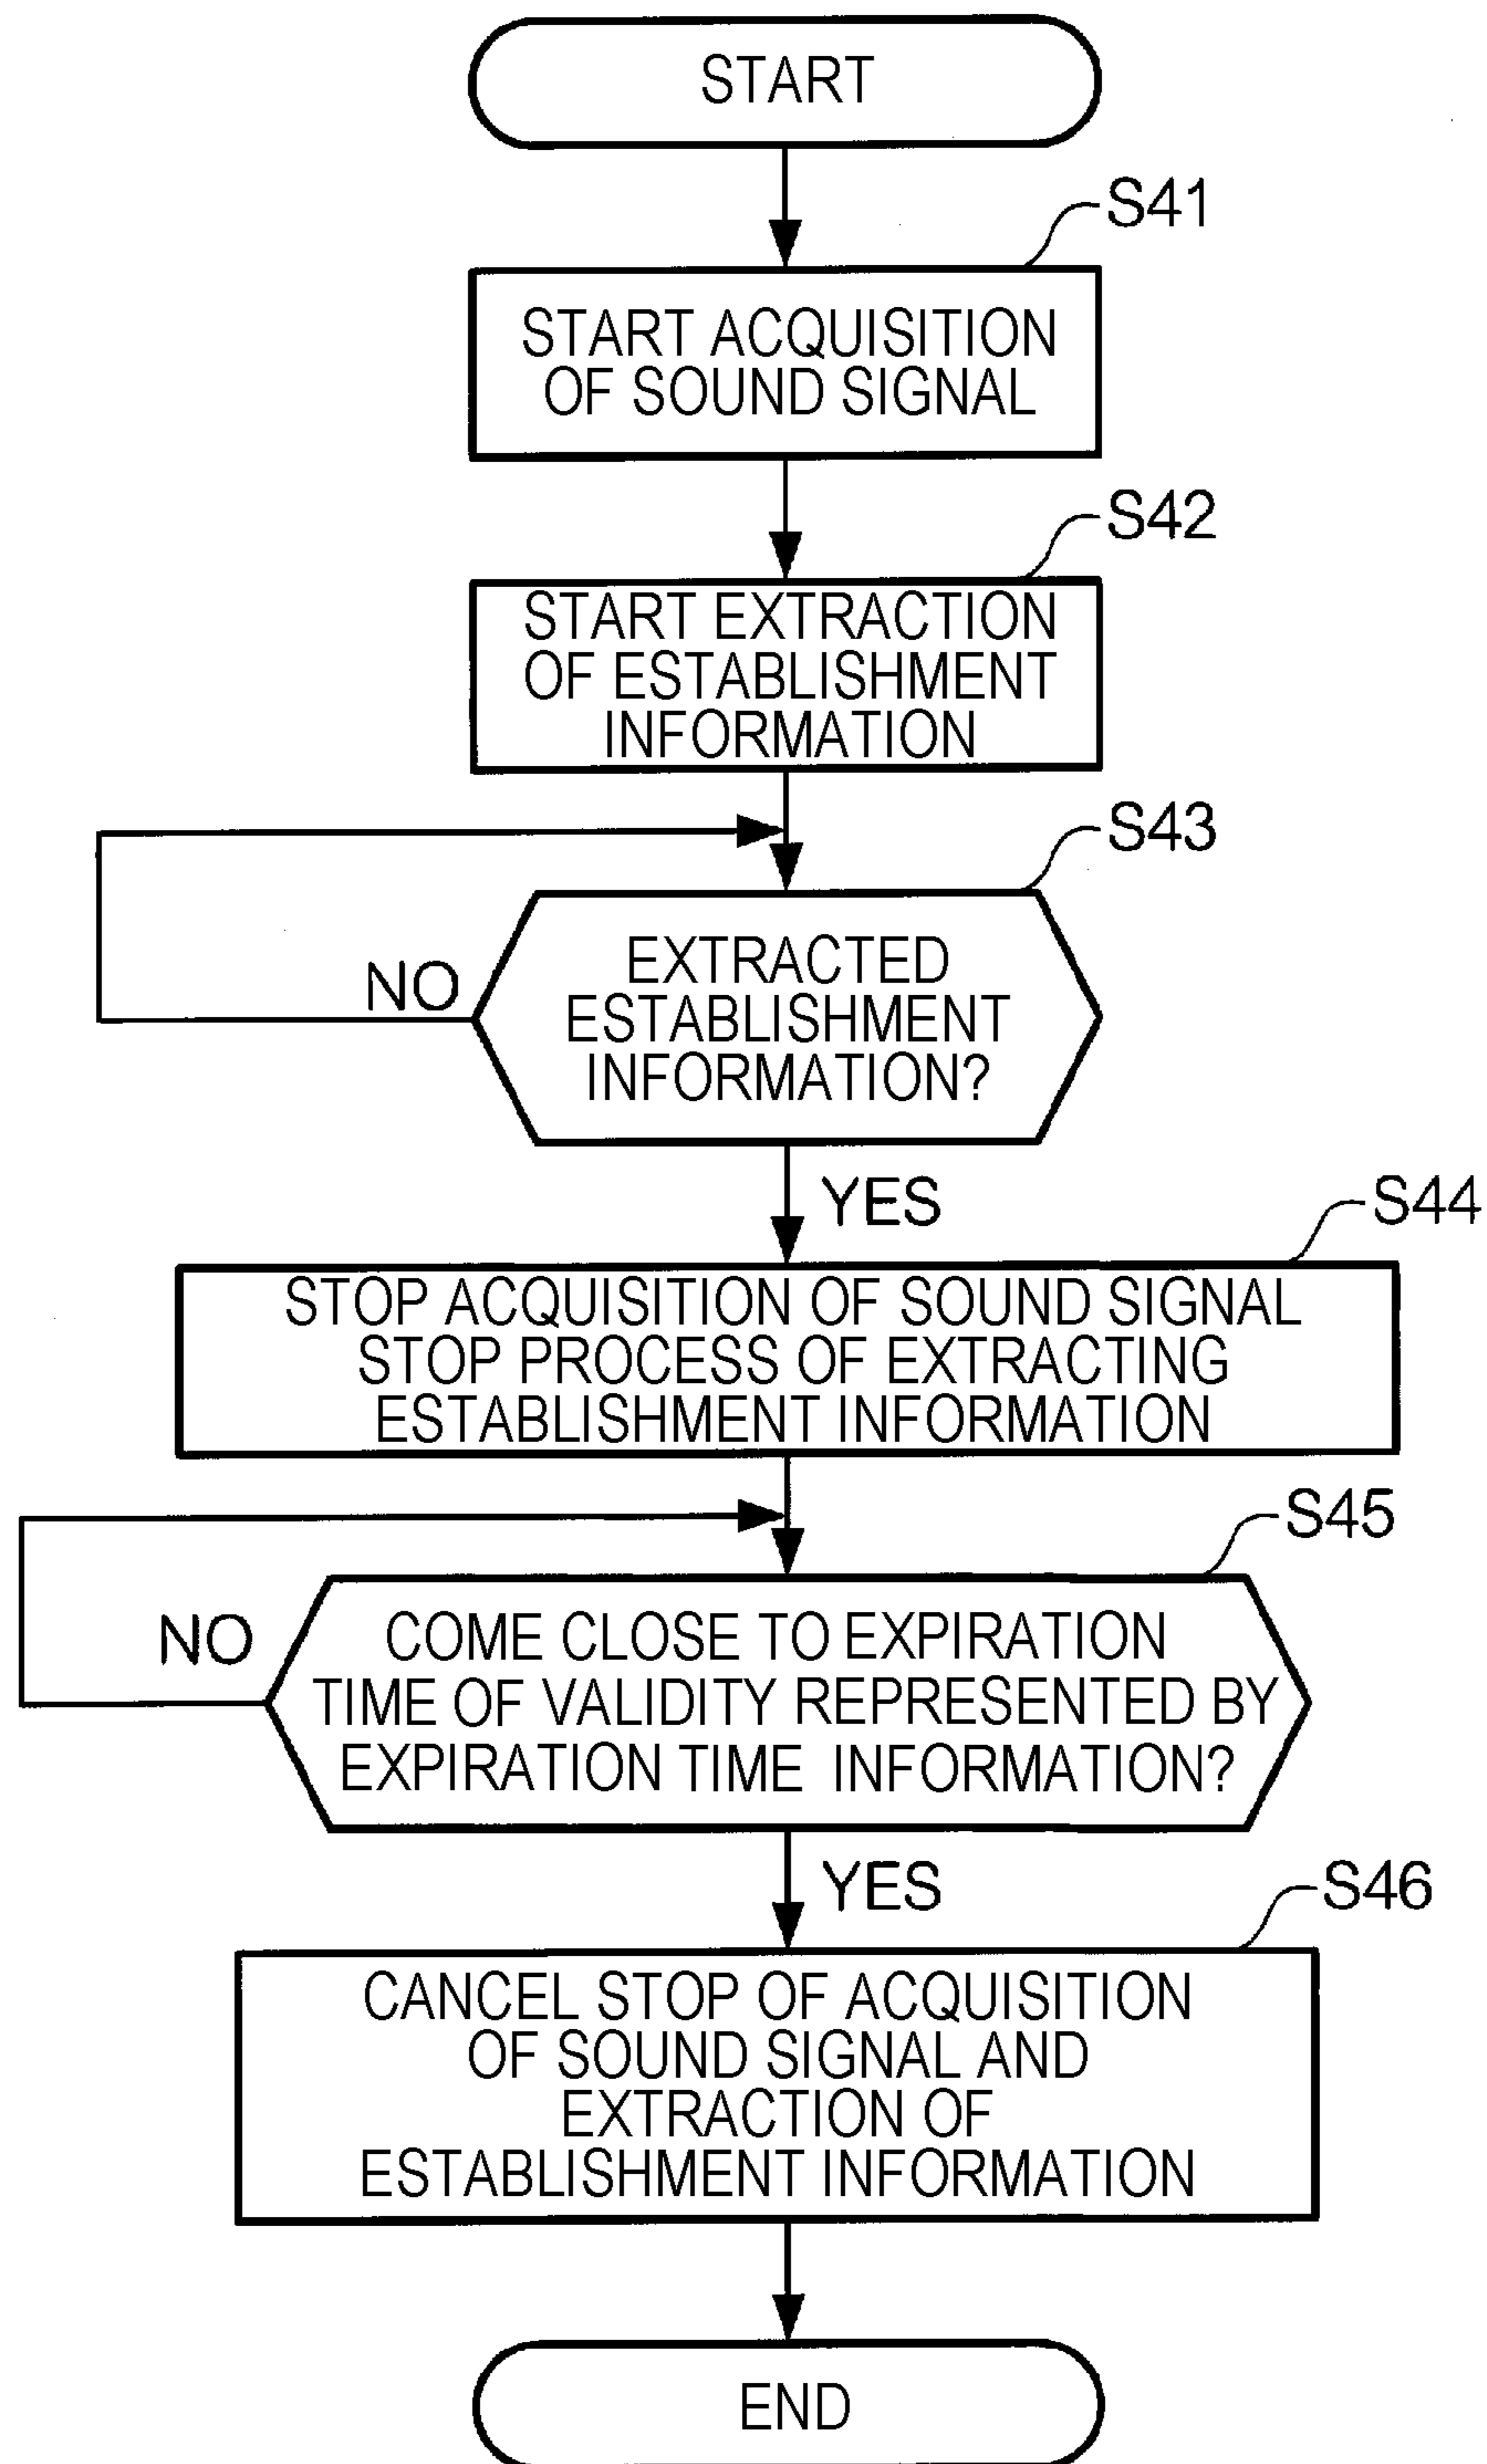 START
S41
START ACQUISITION
OF SOUND SIGNAL
S42
START EXTRACTION
OF ESTABLISHMENT
INFORMATION
S43
EXTRACTED
ESTABLISHMENT
INFORMATION?
NO
YES
S44
STOP ACQUISITION OF SOUND SIGNAL
STOP PROCESS OF EXTRACTING
ESTABLISHMENT INFORMATION
S45
COME CLOSE TO EXPIRATION
TIME OF VALIDITY REPRESENTED BY
EXPIRATION TIME INFORMATION?
NO
YES
S46
CANCEL STOP OF ACQUISITION
OF SOUND SIGNAL AND
EXTRACTION OF
ESTABLISHMENT INFORMATION
END